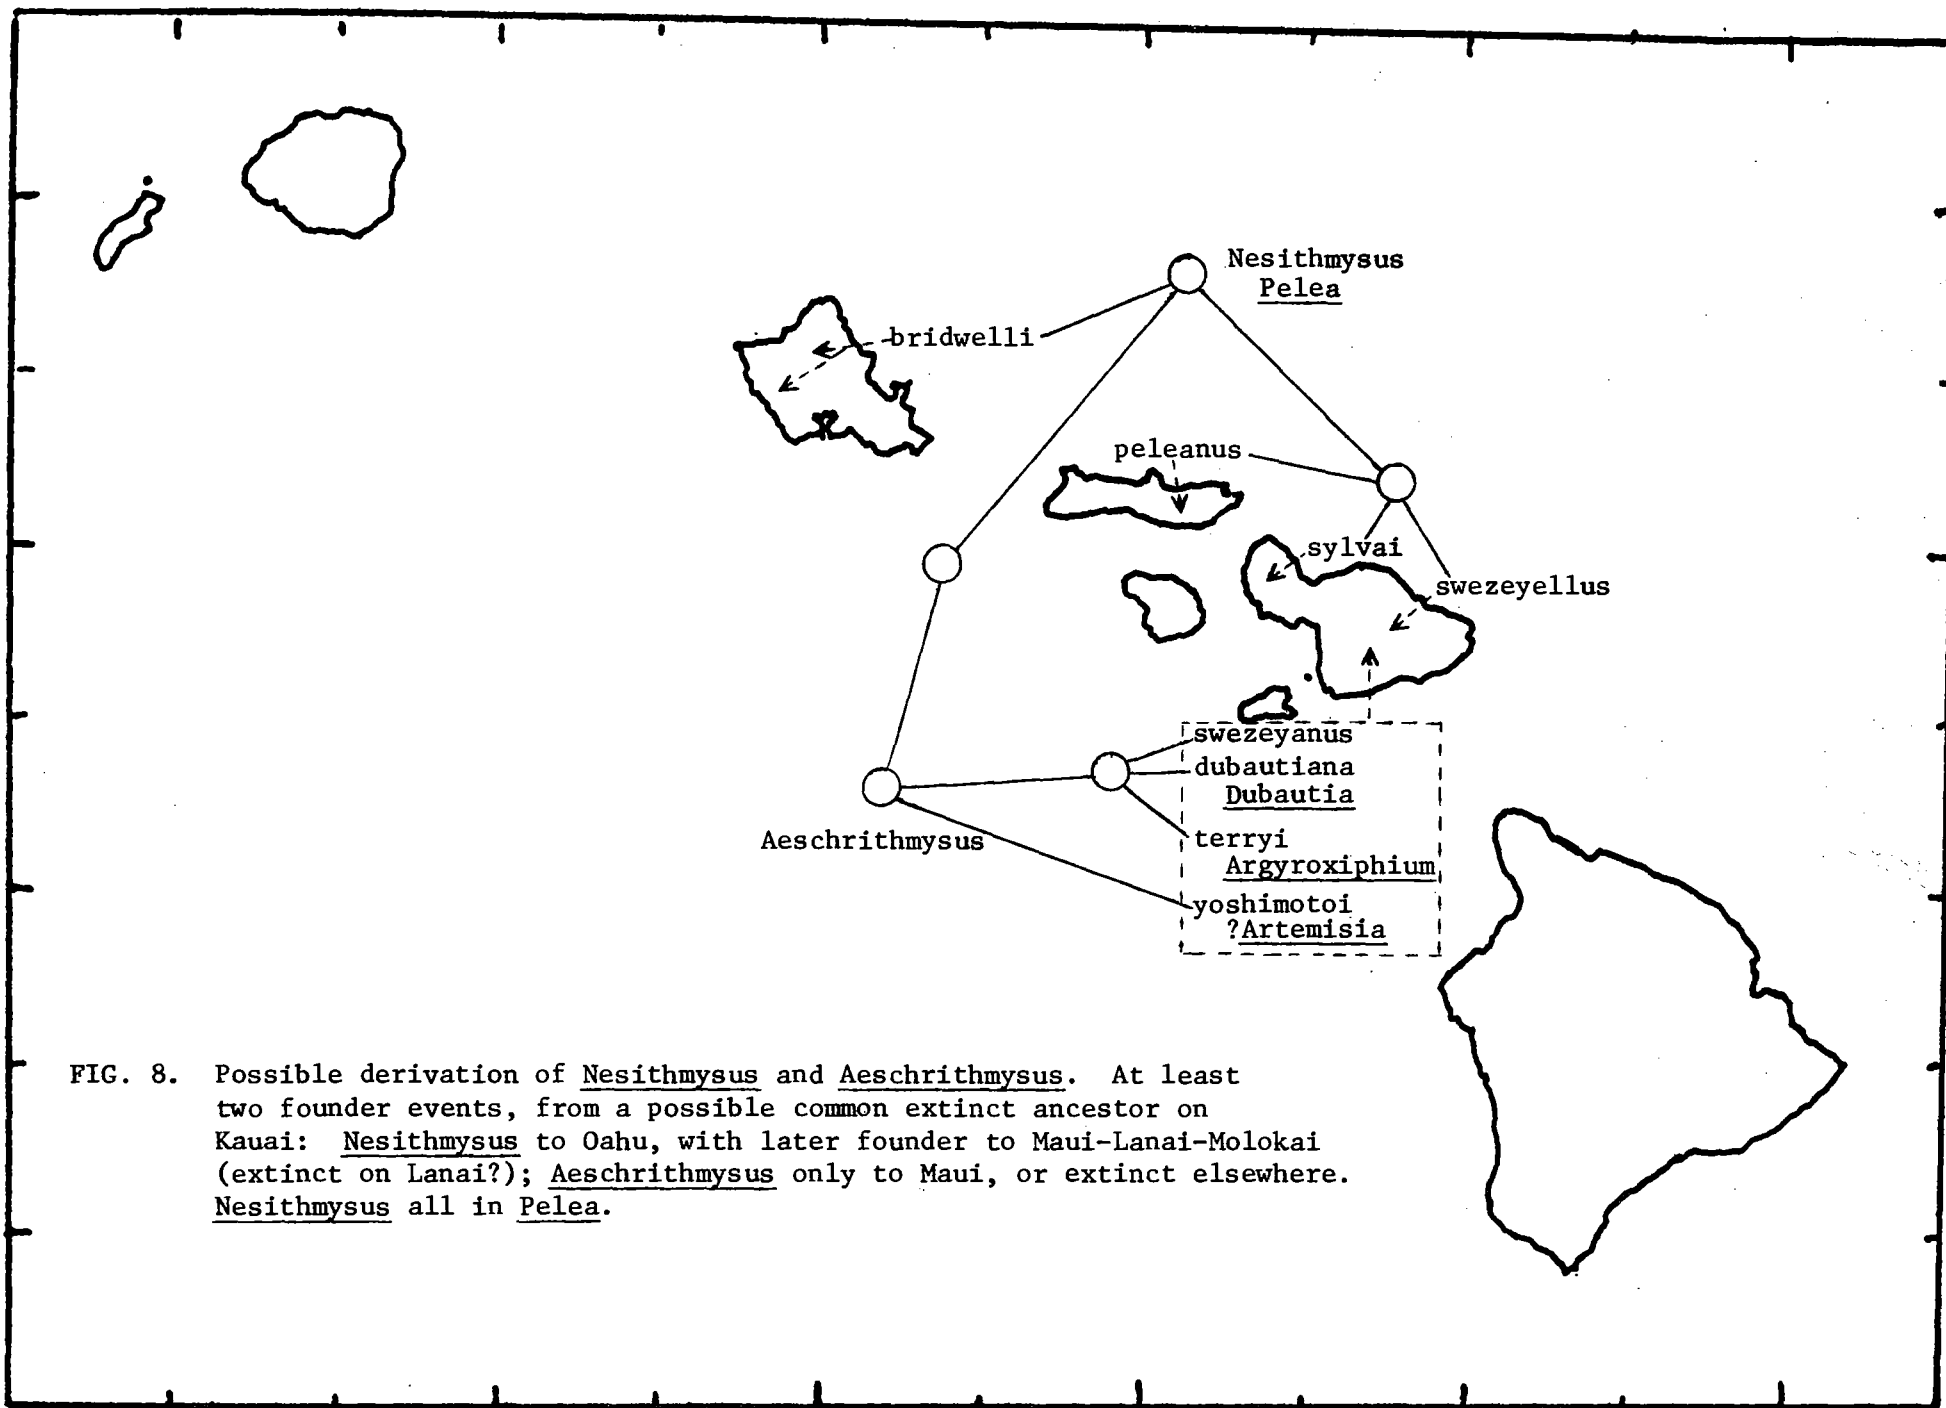 Nesithmysus
Pelea
bridwelli
peleanus
sylvai
swezeyellus
swezeyanus
dubautiana
Dubautia
Aeschrithmysus
terryi
Argyroxiphium
yoshimotoi
?Artemisia
FIG. 8. Possible derivation of Nesithmysus and Aeschrithmysus. At least
two founder events, from a possible common extinct ancestor on
Kauai: Nesithmysus to Oahu, with later founder to Maui-Lanai-Molokai
(extinct on Lanai?); Aeschrithmysus only to Maui, or extinct elsewhere.
Nesithmysus all in Pelea.